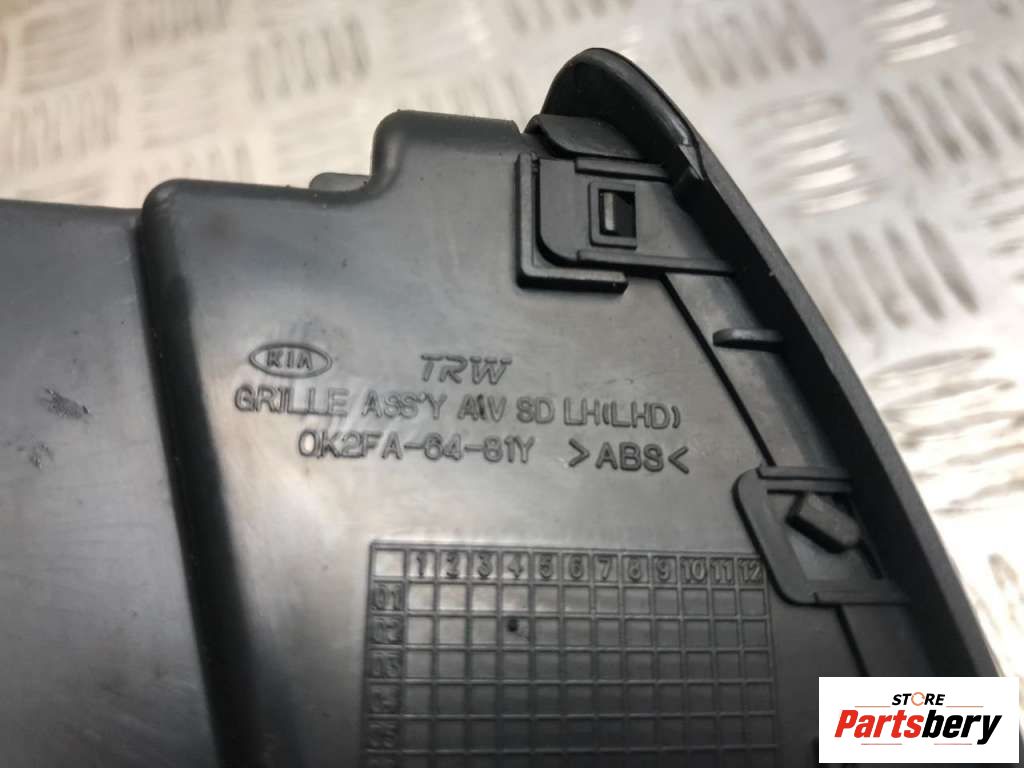 KIA TRW
GRILLE ASS'Y A\V SD LH(LHD)
0K2FA-64-81Y >ABS<
1 2 3 4 5 6 7 8 9 10 11 12
01
02
03
04
STORE
Partsbery